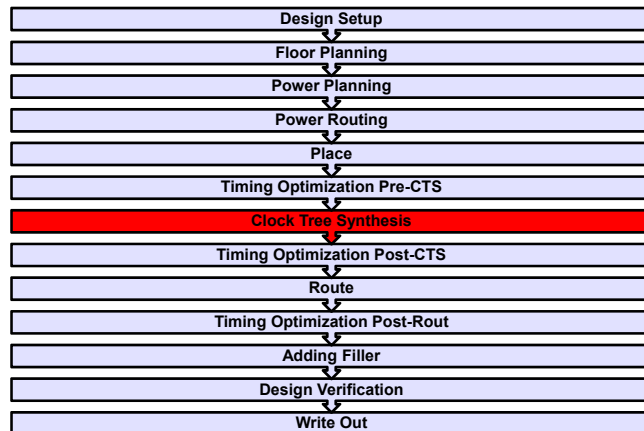 Design Setup
Floor Planning
Power Planning
Power Routing
Place
Timing Optimization Pre-CTS
Clock Tree Synthesis
Timing Optimization Post-CTS
Route
Timing Optimization Post-Rout
Adding Filler
Design Verification
Write Out